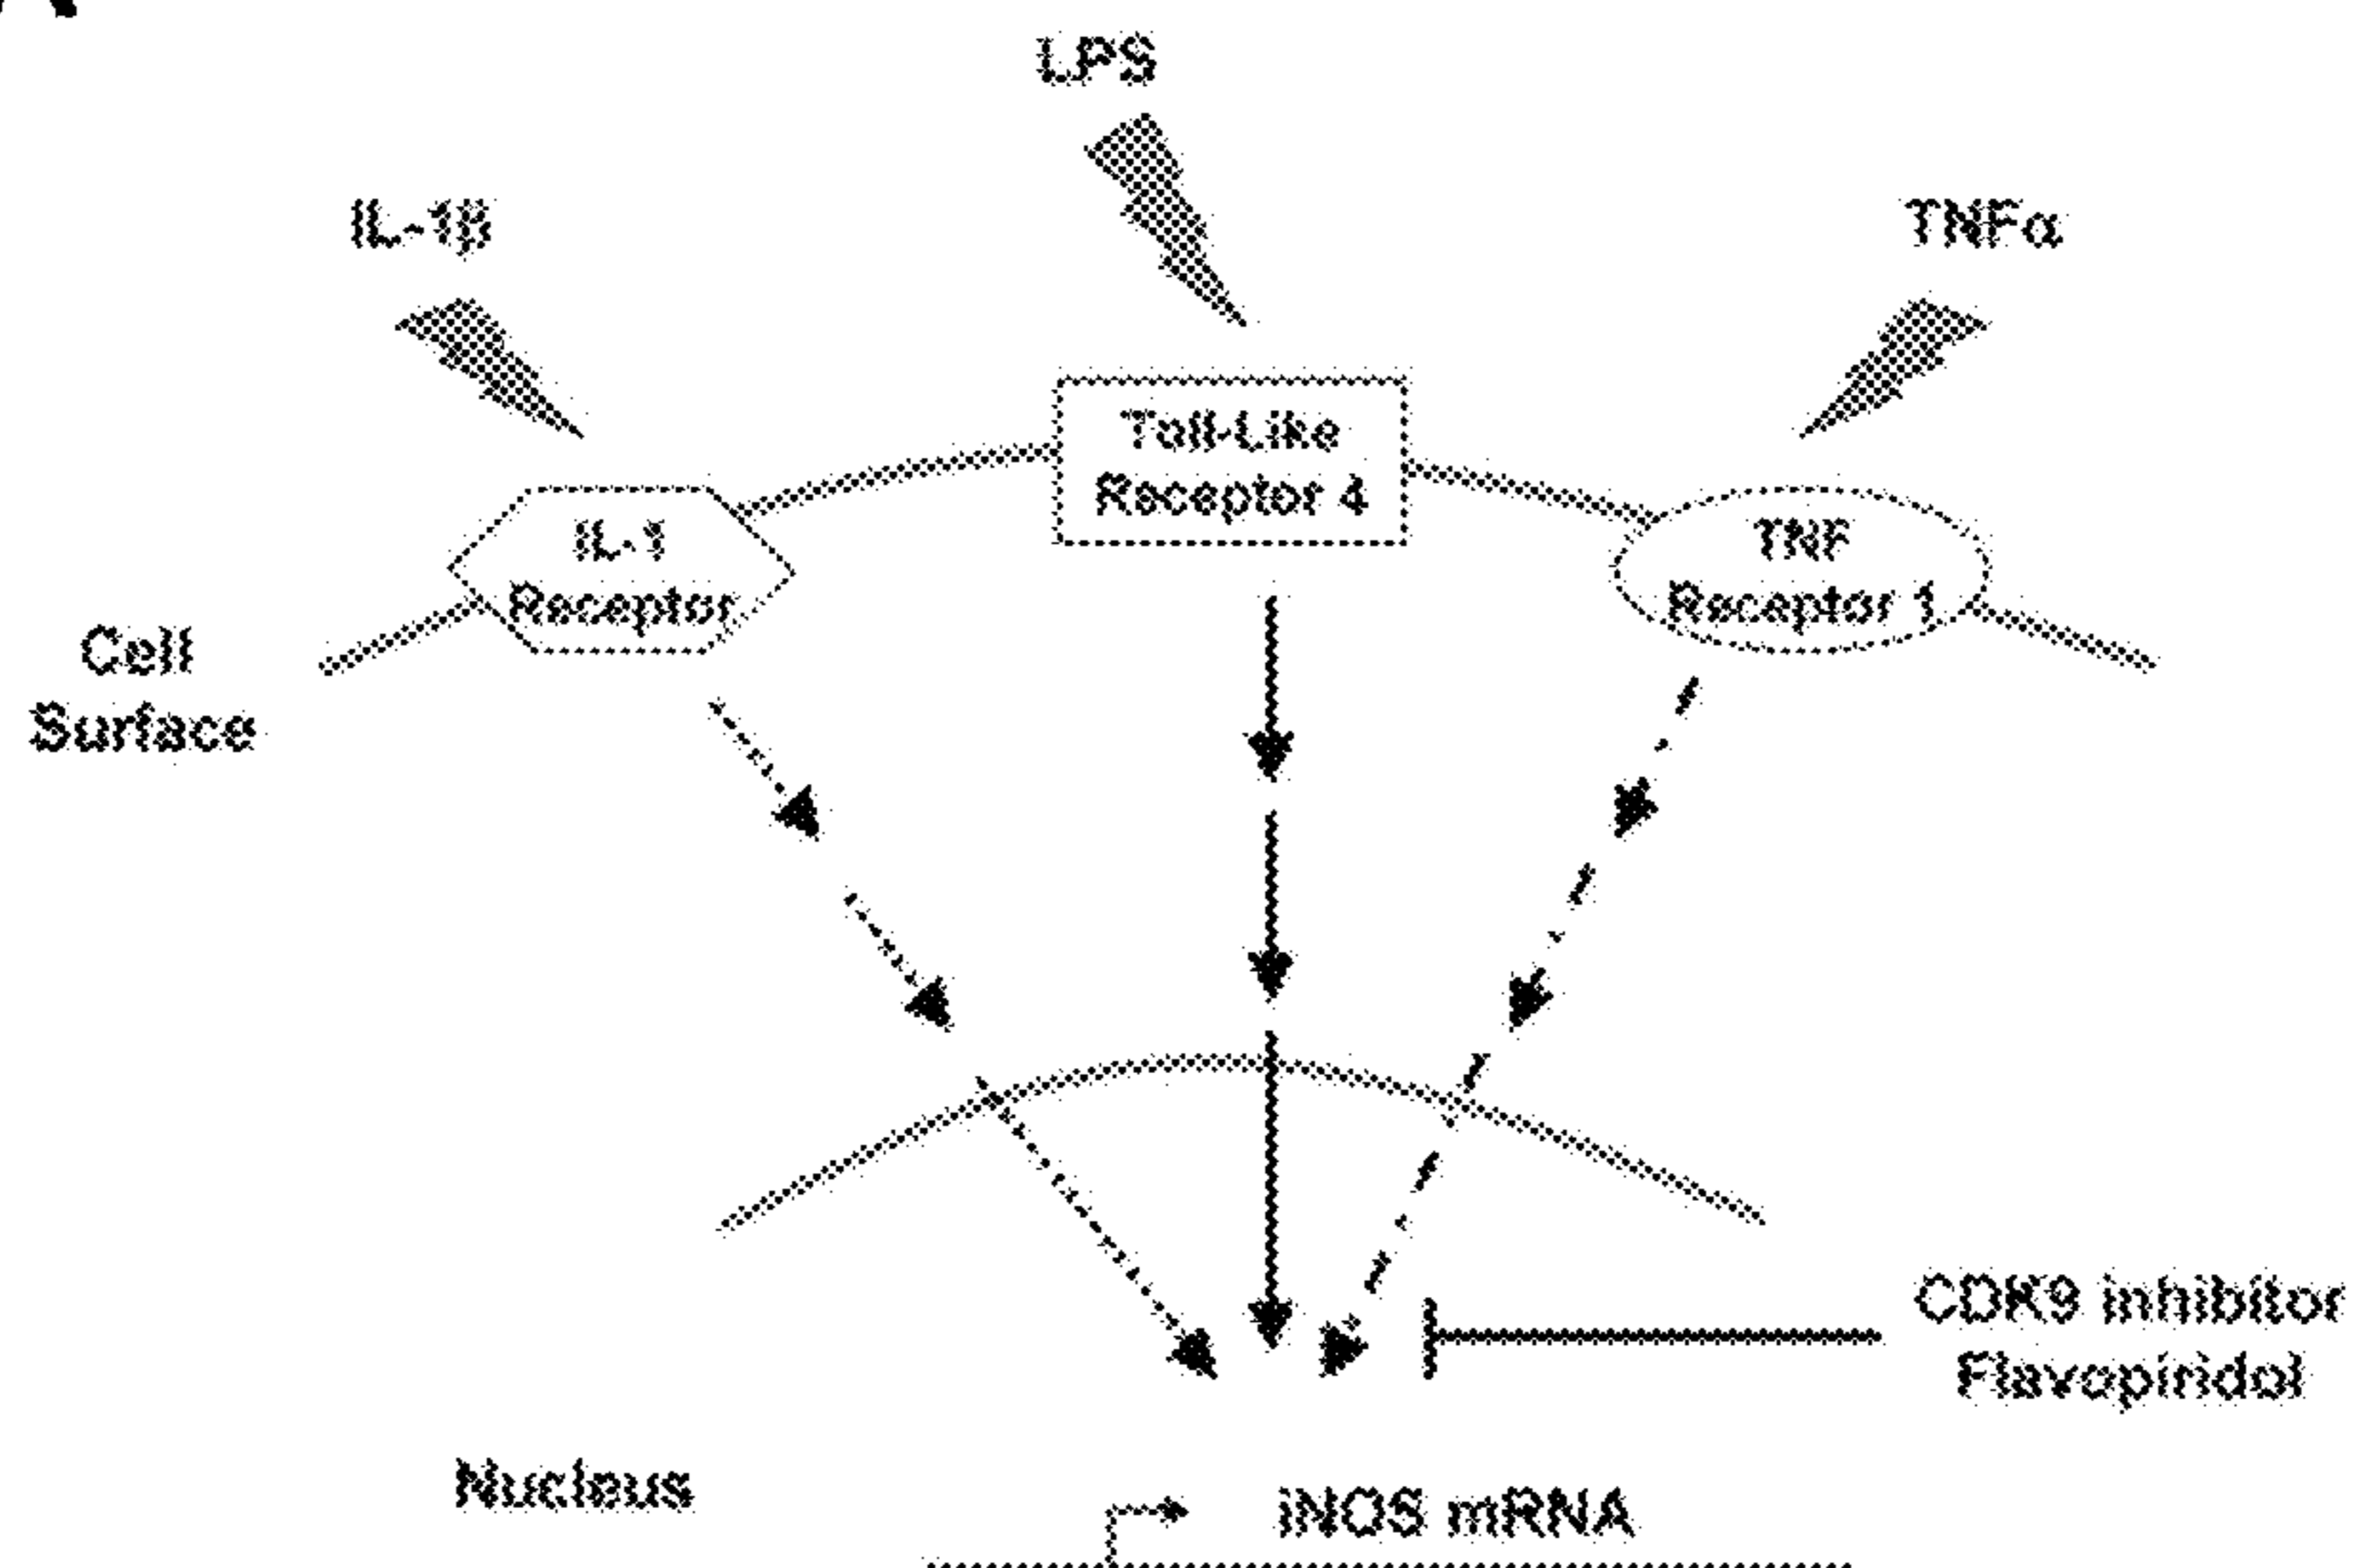 LPS
IL-1β
TNFα
Toll-Like
Receptor 4
IL-1
Receptor
TNF
Receptor 1
Cell
Surface
CDK9 inhibitor
Flavopiridol
Nucleus
iNOS mRNA